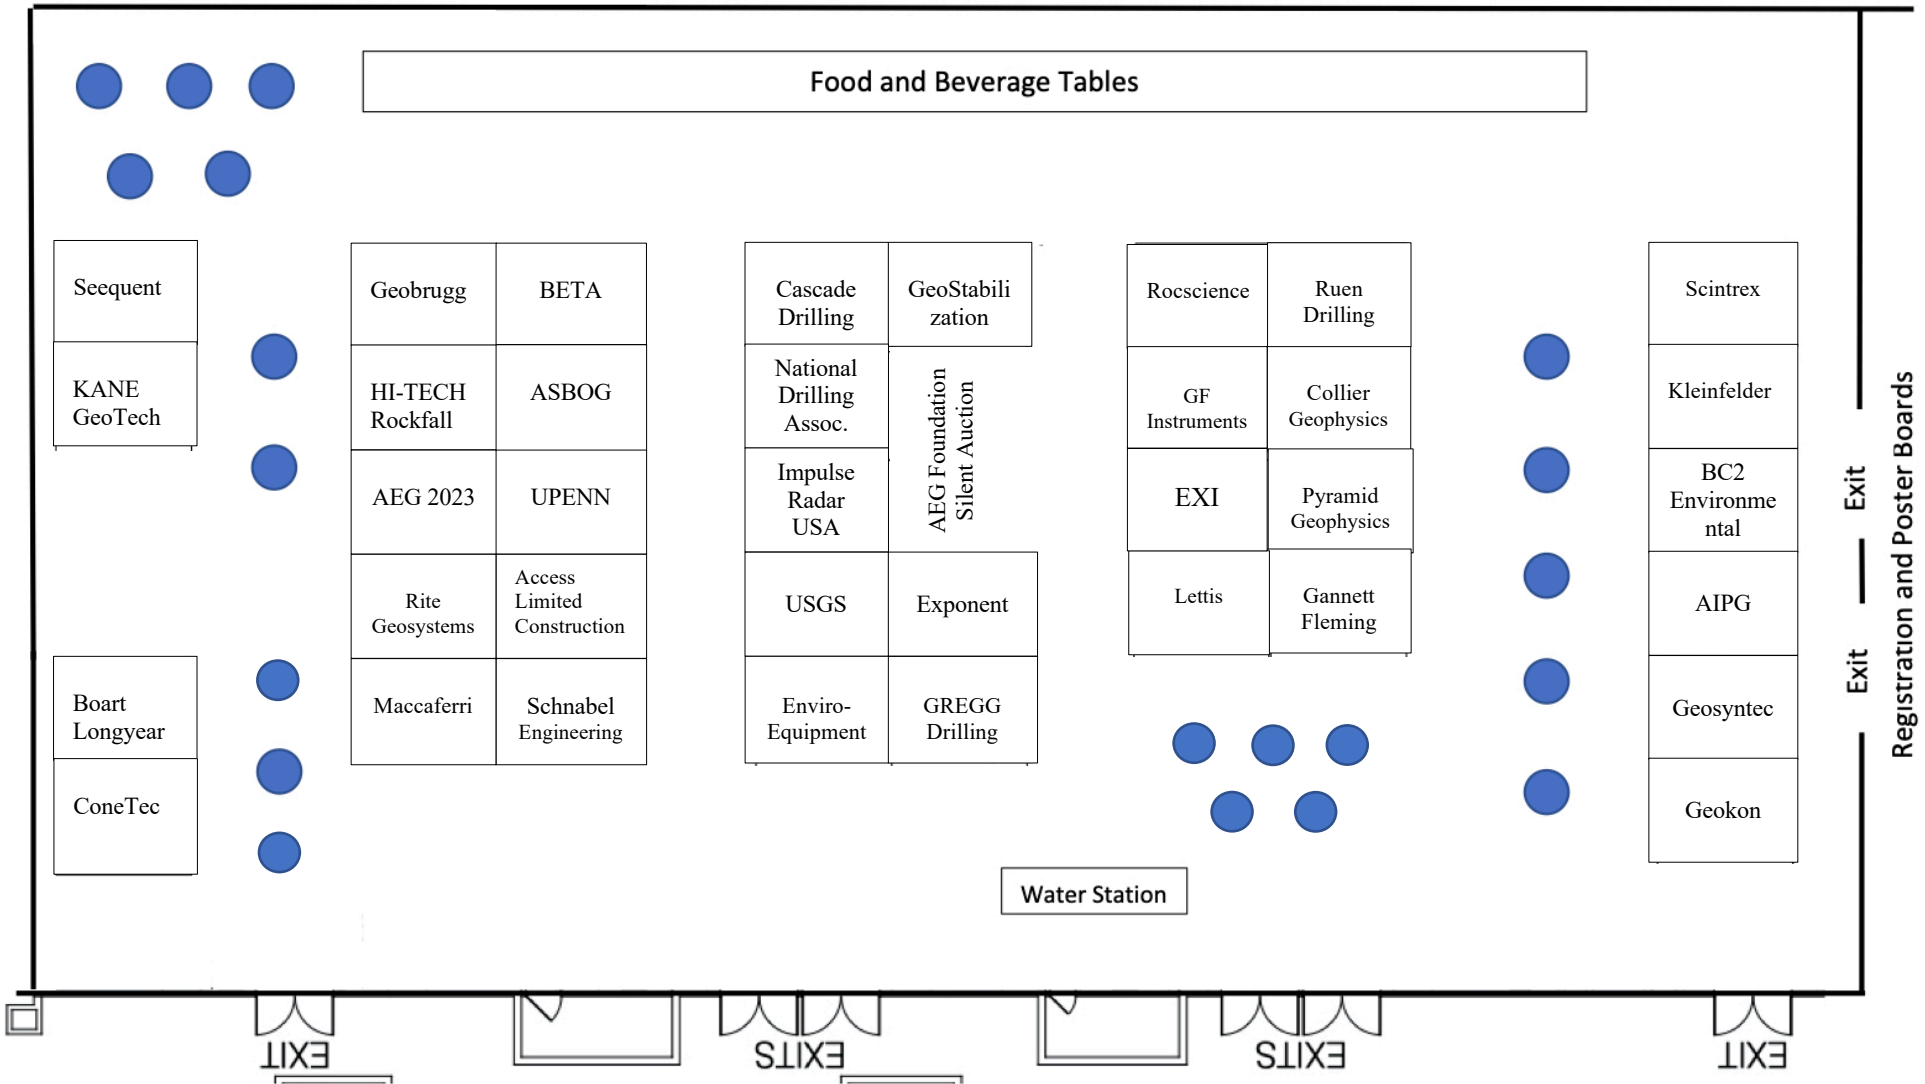 Food and Beverage Tables
Seequent
KANE
GeoTech
Boart
Longyear
ConeTec
Geobrugg
BETA
HI-TECH
Rockfall
ASBOG
AEG 2023
UPENN
Rite
Geosystems
Access
Limited
Construction
Maccaferri
Schnabel
Engineering
Cascade
Drilling
GeoStabili
zation
National
Drilling
Assoc.
AEG Foundation
Silent Auction
Impulse
Radar
USA
USGS
Exponent
Enviro-
Equipment
GREGG
Drilling
Rocscience
Ruen
Drilling
GF
Instruments
Collier
Geophysics
EXI
Pyramid
Geophysics
Lettis
Gannett
Fleming
Scintrex
Kleinfelder
BC2
Environme
ntal
AIPG
Geosyntec
Geokon
Exit
Exit
Registration and Poster Boards
Water Station
EXIT
EXITS
EXITS
EXIT